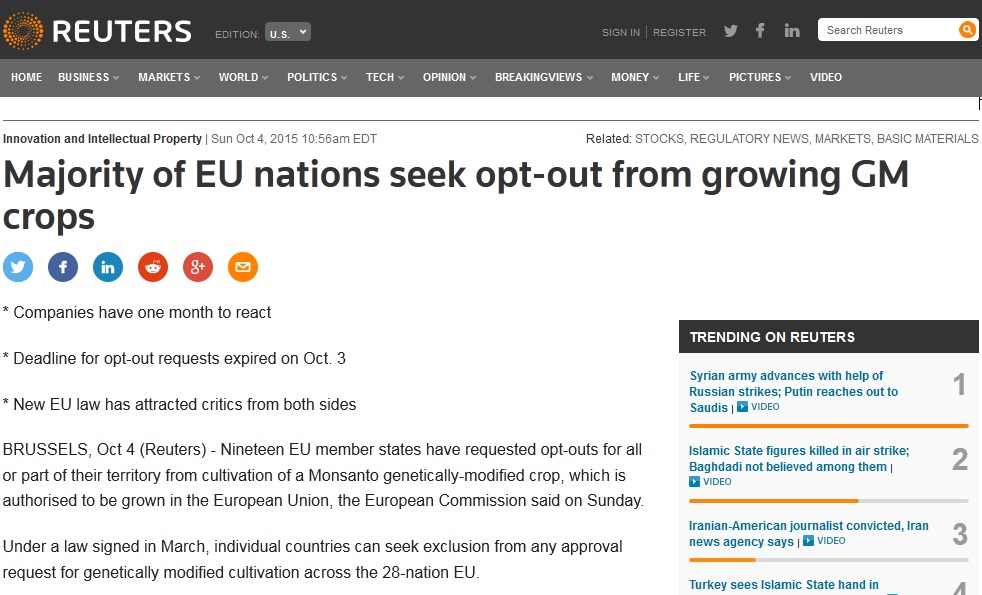 REUTERS EDITION: U.S. SIGN IN | REGISTER Search Reuters
HOME BUSINESS MARKETS WORLD POLITICS TECH OPINION BREAKINGVIEWS MONEY LIFE PICTURES VIDEO
Innovation and Intellectual Property | Sun Oct 4, 2015 10:56am EDT
Related: STOCKS, REGULATORY NEWS, MARKETS, BASIC MATERIALS
Majority of EU nations seek opt-out from growing GM
crops
* Companies have one month to react
* Deadline for opt-out requests expired on Oct. 3
* New EU law has attracted critics from both sides
BRUSSELS, Oct 4 (Reuters) - Nineteen EU member states have requested opt-outs for all
or part of their territory from cultivation of a Monsanto genetically-modified crop, which is
authorised to be grown in the European Union, the European Commission said on Sunday.
Under a law signed in March, individual countries can seek exclusion from any approval
request for genetically modified cultivation across the 28-nation EU.
TRENDING ON REUTERS
Syrian army advances with help of
Russian strikes; Putin reaches out to
Saudis | VIDEO
1
Islamic State figures killed in air strike;
Baghdadi not believed among them |
VIDEO
2
Iranian-American journalist convicted, Iran
news agency says | VIDEO
3
Turkey sees Islamic State hand in
4